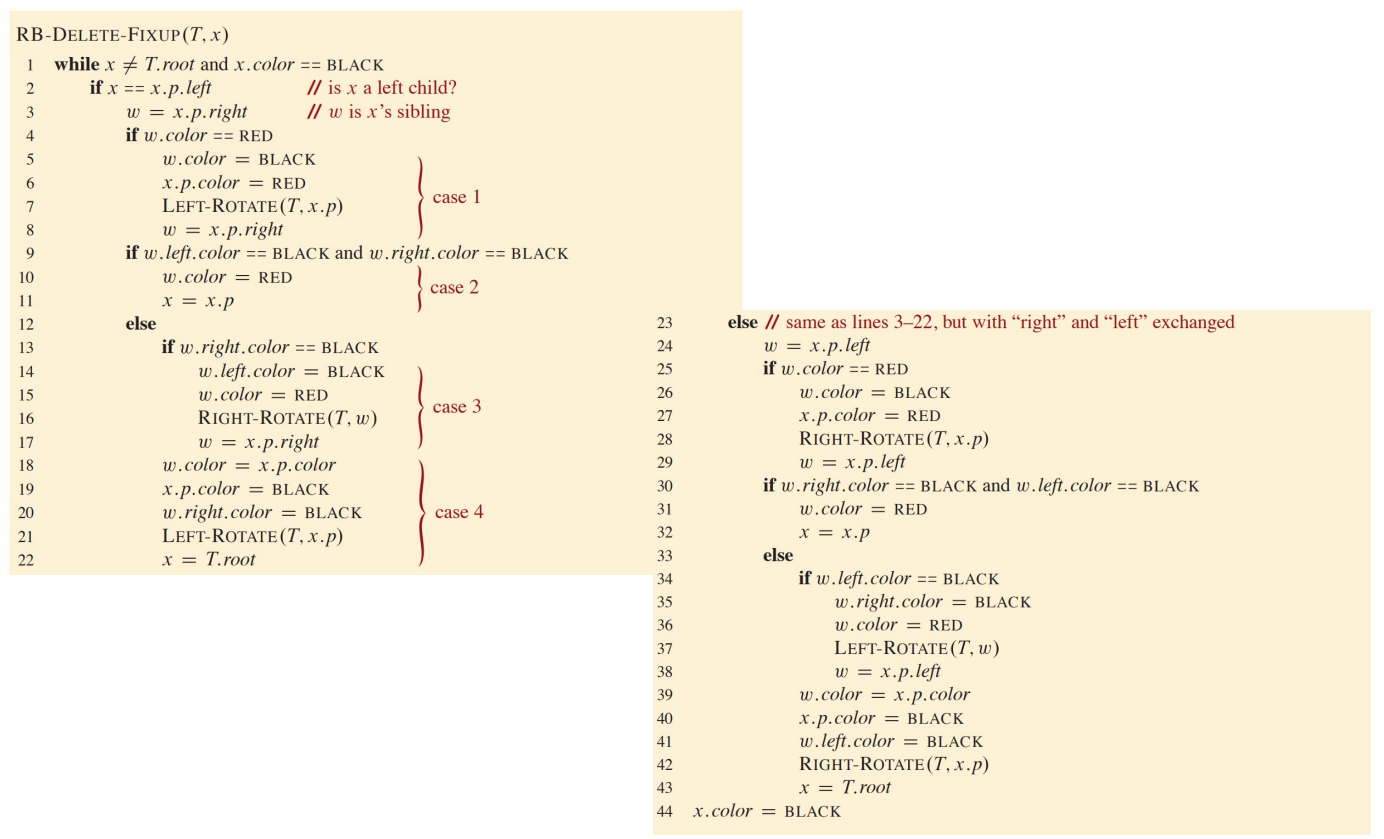 RB-DELETE-FIXUP(T, x)
1 while x ≠ T.root and x.color == BLACK
2 if x == x.p.left // is x a left child?
3 w = x.p.right // w is x's sibling
4 if w.color == RED
5 w.color = BLACK
6 x.p.color = RED
7 LEFT-ROTATE(T, x.p)
8 w = x.p.right
case 1
9 if w.left.color == BLACK and w.right.color == BLACK
10 w.color = RED
11 x = x.p
case 2
12 else
13 if w.right.color == BLACK
14 w.left.color = BLACK
15 w.color = RED
16 RIGHT-ROTATE(T, w)
17 w = x.p.right
case 3
18 w.color = x.p.color
19 x.p.color = BLACK
20 w.right.color = BLACK
21 LEFT-ROTATE(T, x.p)
22 x = T.root
case 4
23 else // same as lines 3–22, but with “right” and “left” exchanged
24 w = x.p.left
25 if w.color == RED
26 w.color = BLACK
27 x.p.color = RED
28 RIGHT-ROTATE(T, x.p)
29 w = x.p.left
30 if w.right.color == BLACK and w.left.color == BLACK
31 w.color = RED
32 x = x.p
33 else
34 if w.left.color == BLACK
35 w.right.color = BLACK
36 w.color = RED
37 LEFT-ROTATE(T, w)
38 w = x.p.left
39 w.color = x.p.color
40 x.p.color = BLACK
41 w.left.color = BLACK
42 RIGHT-ROTATE(T, x.p)
43 x = T.root
44 x.color = BLACK